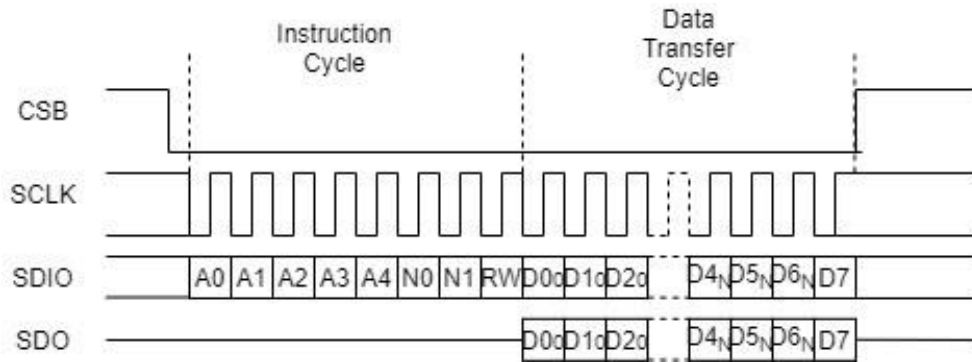 Instruction
Cycle
Data
Transfer
Cycle
CSB
SCLK
SDIO A0 A1 A2 A3 A4 N0 N1 RW D0₀ D1₀ D2₀ D4N D5N D6N D7
SDO D0₀ D1₀ D2₀ D4N D5N D6N D7